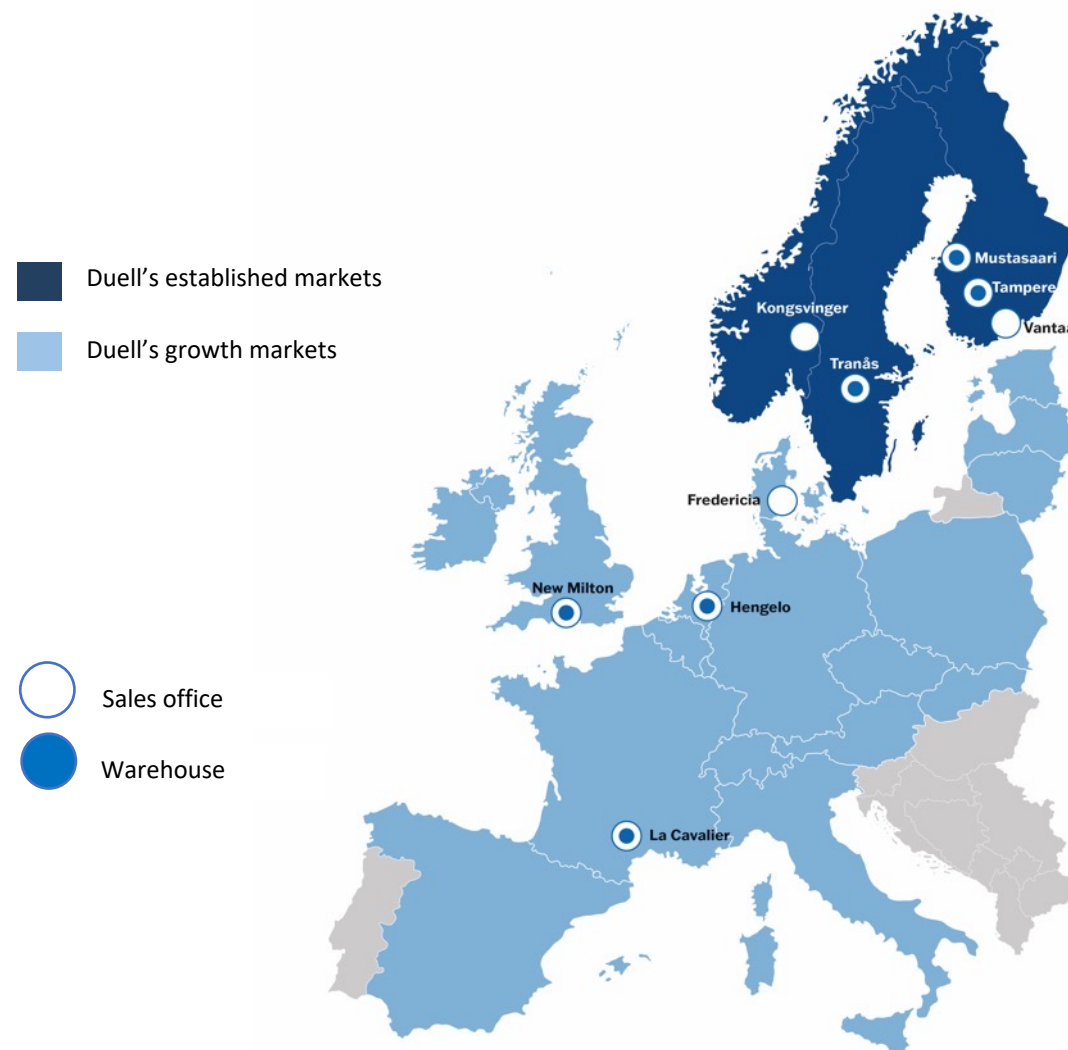 Duell’s established markets
Duell’s growth markets
Sales office
Warehouse
Mustasaari
Tampere
Kongsvinger
Vantaa
Tranås
Fredericia
New Milton
Hengelo
La Cavalier